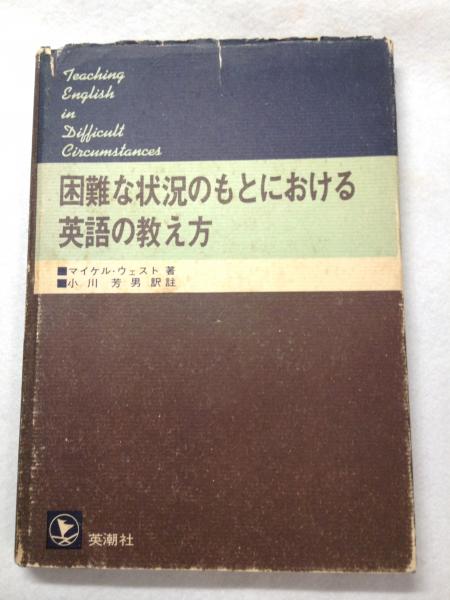 Teaching
English
in
Difficult
Circumstances
困難な状況のもとにおける
英語の教え方
■マイケル・ウェスト 著
■小川 芳男 訳註
英潮社